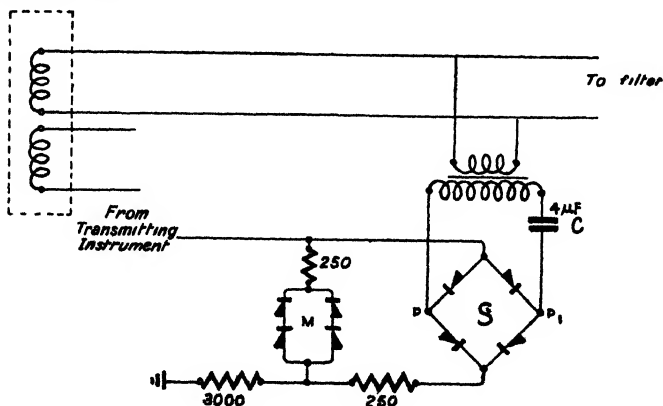 To filter
4μF
C
From
Transmitting
Instrument
250
M
P
S
P1
3000
250